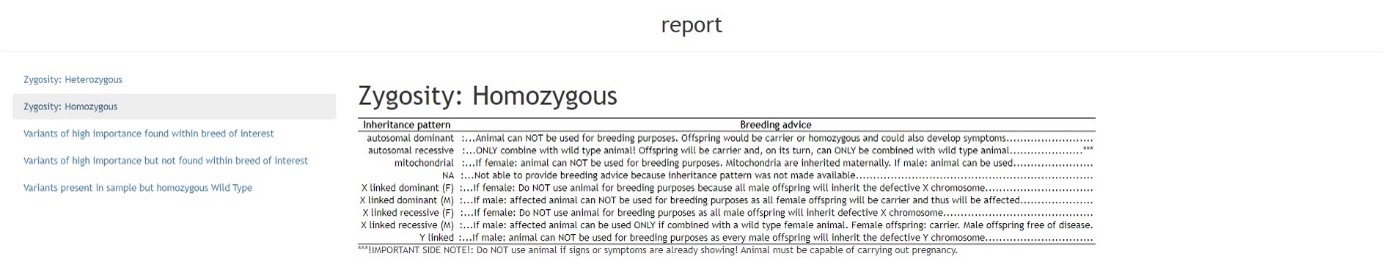 report
Zygosity: Heterozygous
Zygosity: Homozygous
Variants of high importance found within breed of interest
Variants of high importance but not found within breed of interest
Variants present in sample but homozygous Wild Type
Zygosity: Homozygous
Inheritance pattern Breeding advice
autosomal dominant :...Animal can NOT be used for breeding purposes. Offspring would be carrier or homozygous and could also develop symptoms......................
autosomal recessive :...ONLY combine with wild type animal! Offspring will be carrier and, on its turn, can ONLY be combined with wild type animal..................***
mitochondrial :...If female: animal can NOT be used for breeding purposes. Mitochondria are inherited maternally. If male: animal can be used....................
NA :...Not able to provide breeding advice because inheritance pattern was not made available............................................................
X linked dominant (F) :...If female: Do NOT use animal for breeding purposes because all male offspring will inherit the defective X chromosome...........................
X linked dominant (M) :...If male: affected animal can NOT be used for breeding purposes as all female offspring will be carrier and thus will be affected..................
X linked recessive (F) :...If female: Do NOT use animal for breeding purposes as all male offspring will inherit defective X chromosome.....................................
X linked recessive (M) :...If male: affected animal can be used ONLY if combined with a wild type female animal. Female offspring: carrier. Male offspring free of disease.
Y linked :...If male: animal can NOT be used for breeding purposes as every male offspring will inherit the defective Y chromosome...........................
***!IMPORTANT SIDE NOTE!: Do NOT use animal if signs or symptoms are already showing! Animal must be capable of carrying out pregnancy.